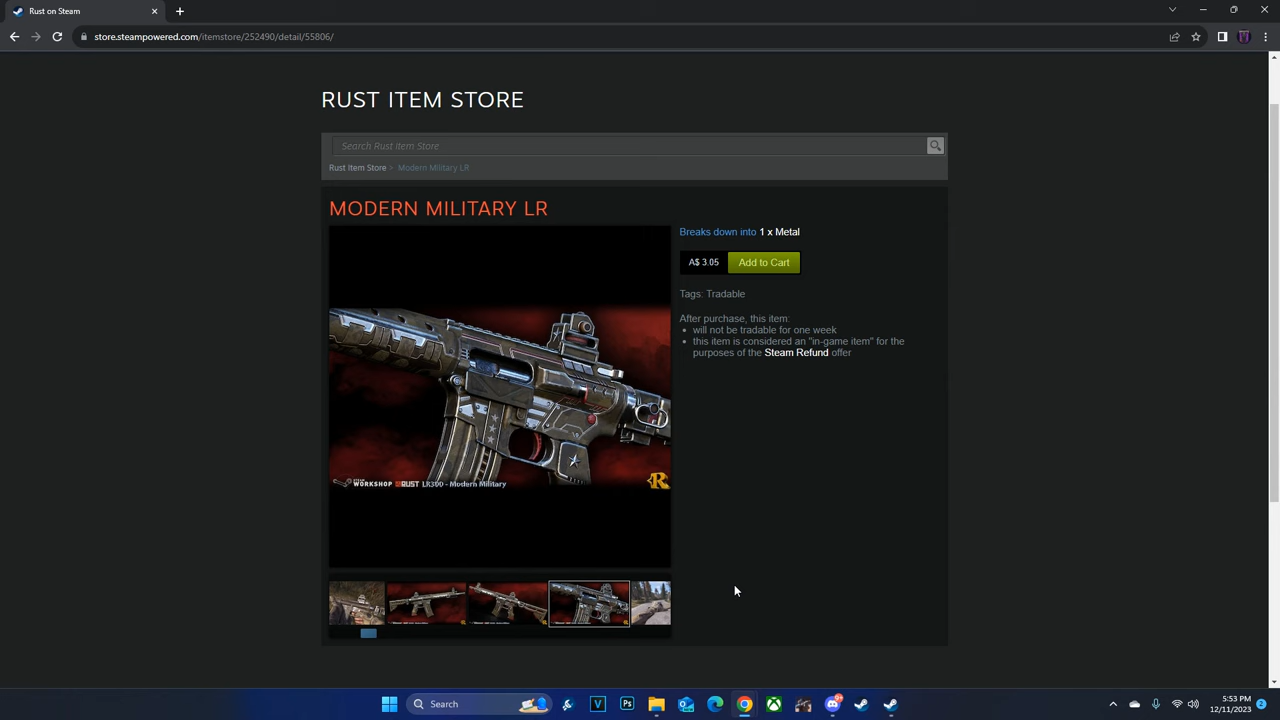 Rust on Steam
store.steampowered.com/itemstore/252490/detail/55806/
RUST ITEM STORE
Search Rust Item Store
Rust Item Store > Modern Military LR
MODERN MILITARY LR
Breaks down into 1 x Metal
A$ 3.05 Add to Cart
Tags: Tradable
After purchase, this item:
will not be tradable for one week
this item is considered an "in-game item" for the
purposes of the Steam Refund offer
WORKSHOP RUST LR300 - Modern Military
Search
5:53 PM
12/11/2023